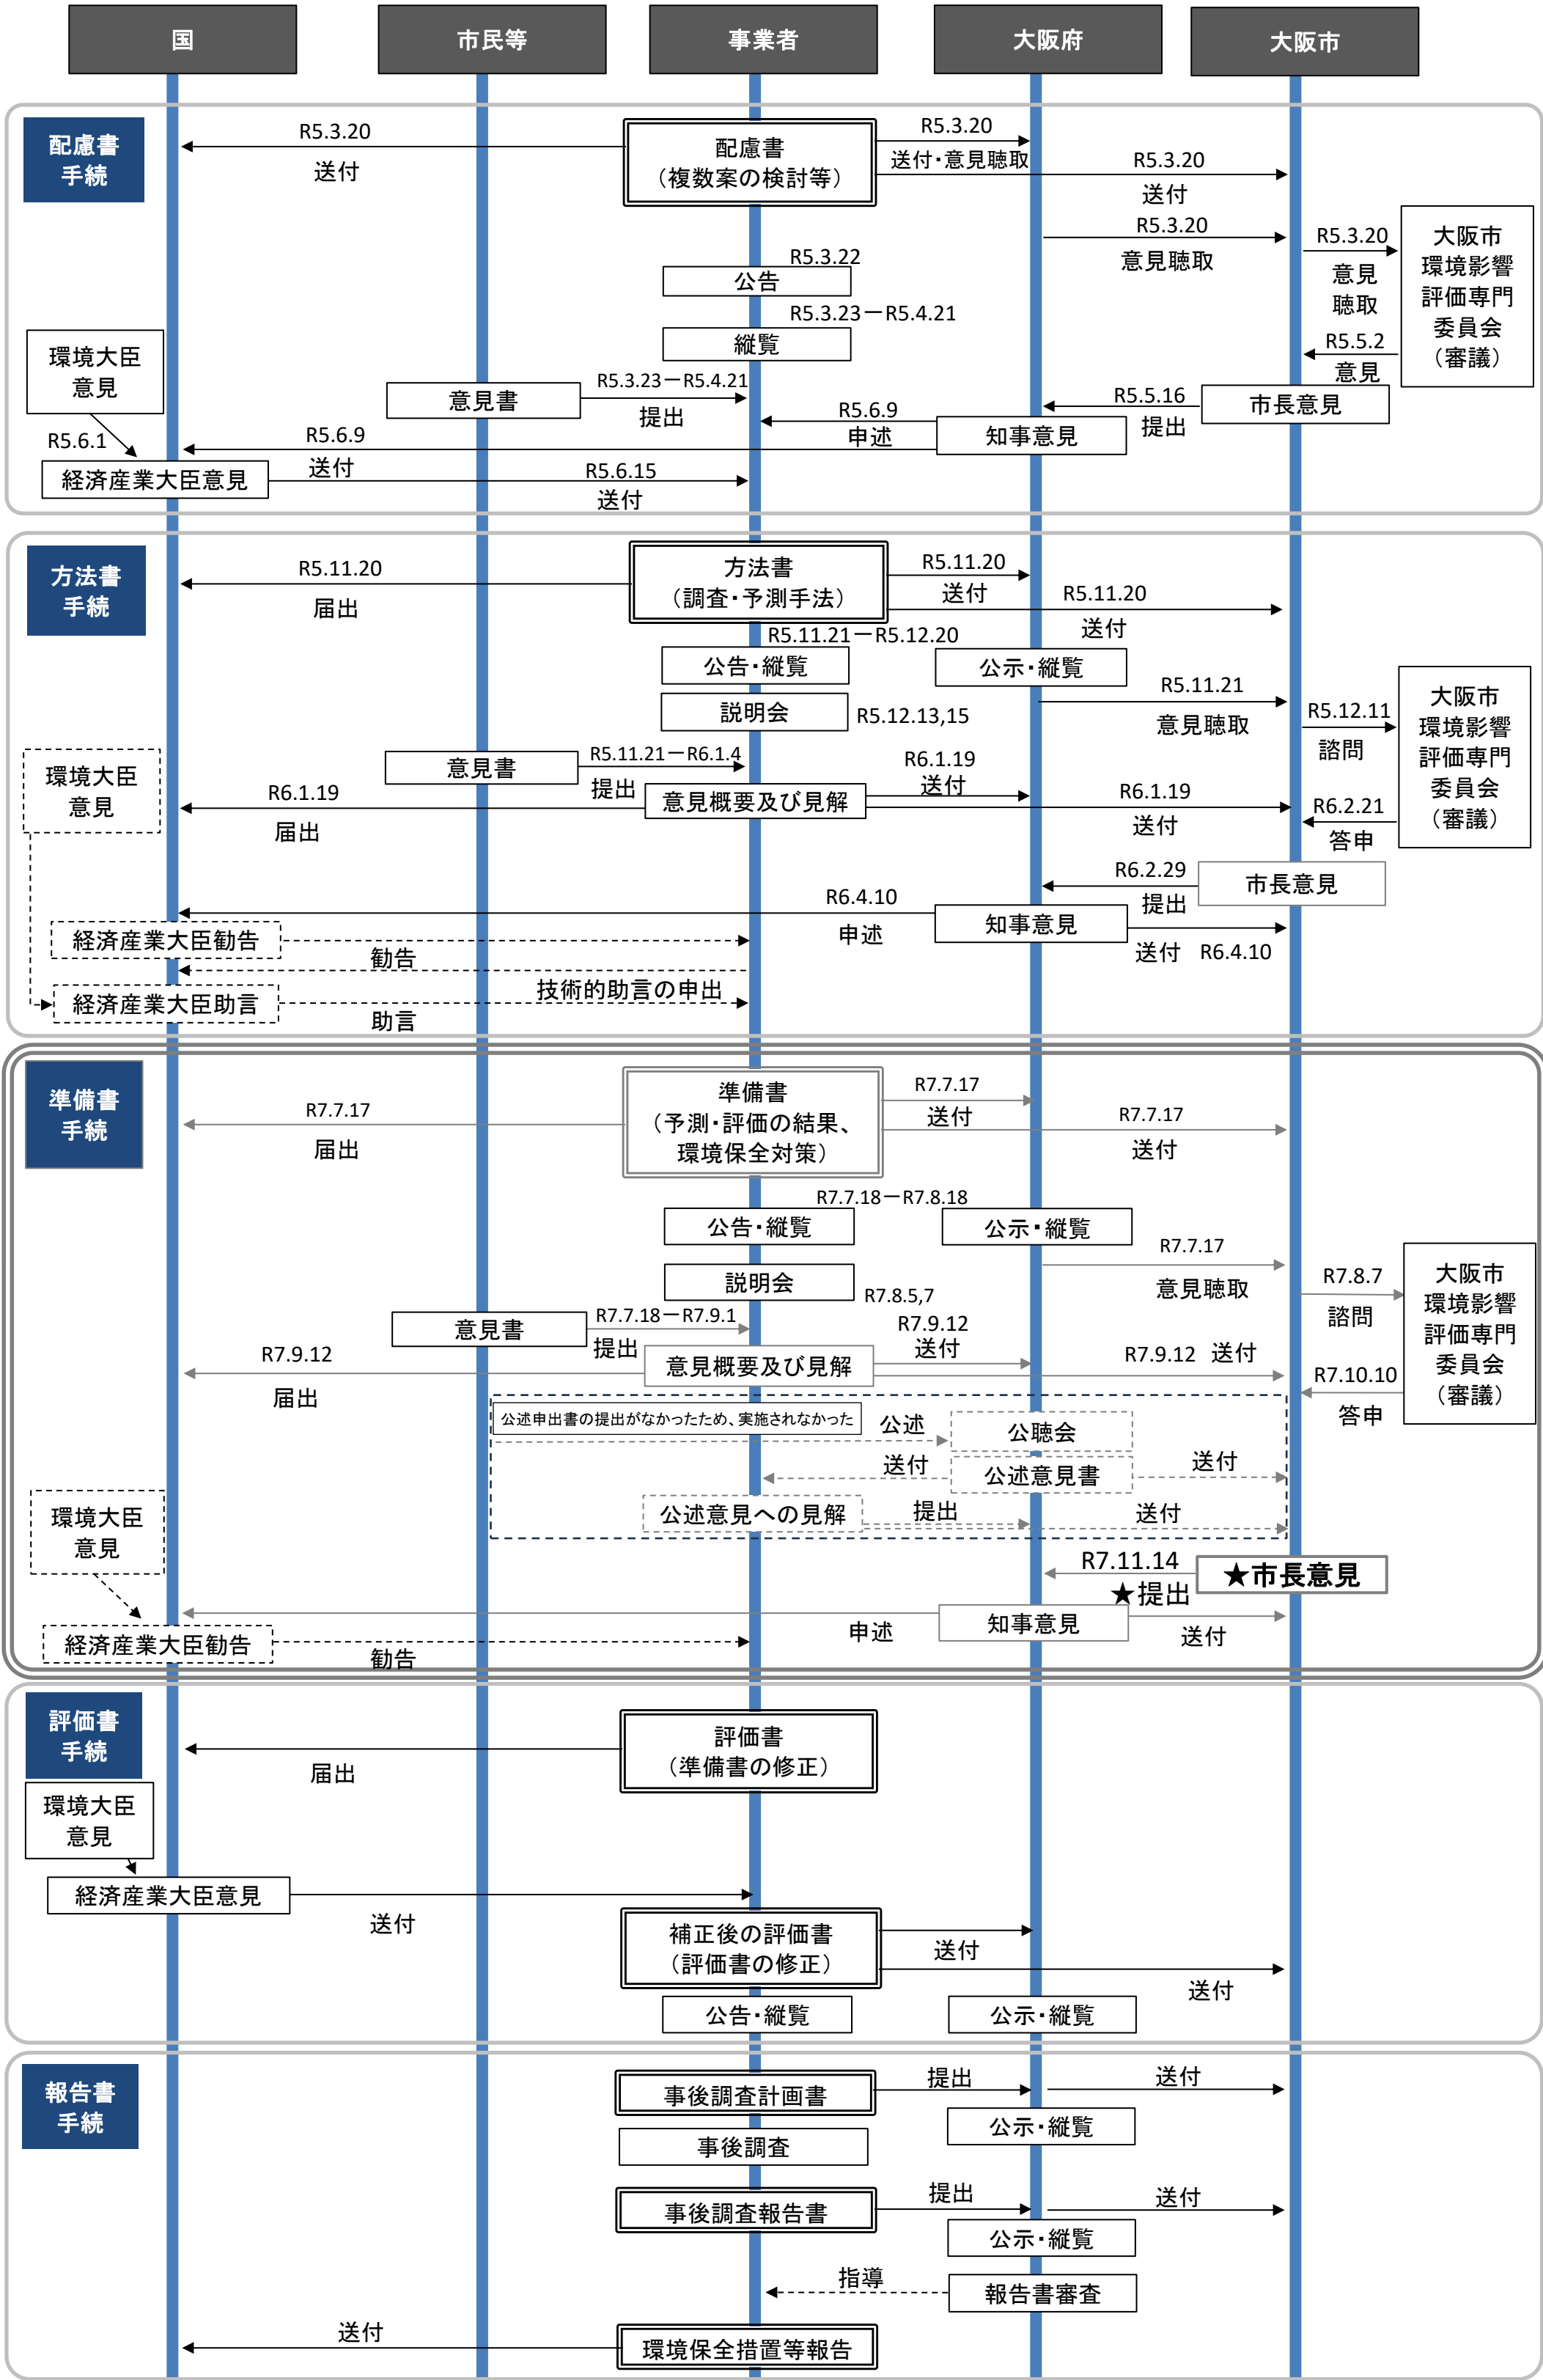 国
市民等
事業者
大阪府
大阪市
配慮書
手続
R5.3.20
送付
配慮書
（複数案の検討等）
R5.3.20
送付・意見聴取
R5.3.20
送付
R5.3.20
意見聴取
R5.3.20
意見
聴取
大阪市
環境影響
評価専門
委員会
（審議）
R5.3.22
公告
R5.3.23－R5.4.21
縦覧
R5.5.2
意見
環境大臣
意見
意見書
R5.3.23－R5.4.21
提出
市長意見
R5.5.16
提出
R5.6.9
申述
知事意見
R5.6.1
R5.6.9
送付
経済産業大臣意見
R5.6.15
送付
方法書
手続
R5.11.20
届出
方法書
（調査・予測手法）
R5.11.20
送付
R5.11.20
送付
R5.11.21－R5.12.20
公告・縦覧
公示・縦覧
説明会
R5.12.13,15
R5.11.21
意見聴取
R5.12.11
諮問
大阪市
環境影響
評価専門
委員会
（審議）
環境大臣
意見
意見書
R5.11.21－R6.1.4
提出
R6.1.19
送付
R6.1.19
届出
意見概要及び見解
R6.1.19
送付
R6.2.21
答申
R6.2.29
提出
市長意見
R6.4.10
申述
知事意見
送付 R6.4.10
経済産業大臣勧告
勧告
技術的助言の申出
経済産業大臣助言
助言
準備書
手続
R7.7.17
届出
準備書
（予測・評価の結果、
環境保全対策）
R7.7.17
送付
R7.7.17
送付
R7.7.18－R7.8.18
公告・縦覧
公示・縦覧
R7.7.17
意見聴取
説明会
R7.8.5,7
R7.8.7
諮問
大阪市
環境影響
評価専門
委員会
（審議）
意見書
R7.7.18－R7.9.1
提出
R7.9.12
送付
R7.9.12
届出
意見概要及び見解
R7.9.12 送付
R7.10.10
答申
公述申出書の提出がなかったため、実施されなかった
公述
公聴会
送付
公述意見書
送付
公述意見への見解
提出
送付
環境大臣
意見
R7.11.14
★提出
★市長意見
申述
知事意見
送付
経済産業大臣勧告
勧告
評価書
手続
届出
評価書
（準備書の修正）
環境大臣
意見
経済産業大臣意見
送付
補正後の評価書
（評価書の修正）
送付
送付
公告・縦覧
公示・縦覧
報告書
手続
事後調査計画書
提出
送付
公示・縦覧
事後調査
事後調査報告書
提出
送付
公示・縦覧
指導
報告書審査
送付
環境保全措置等報告